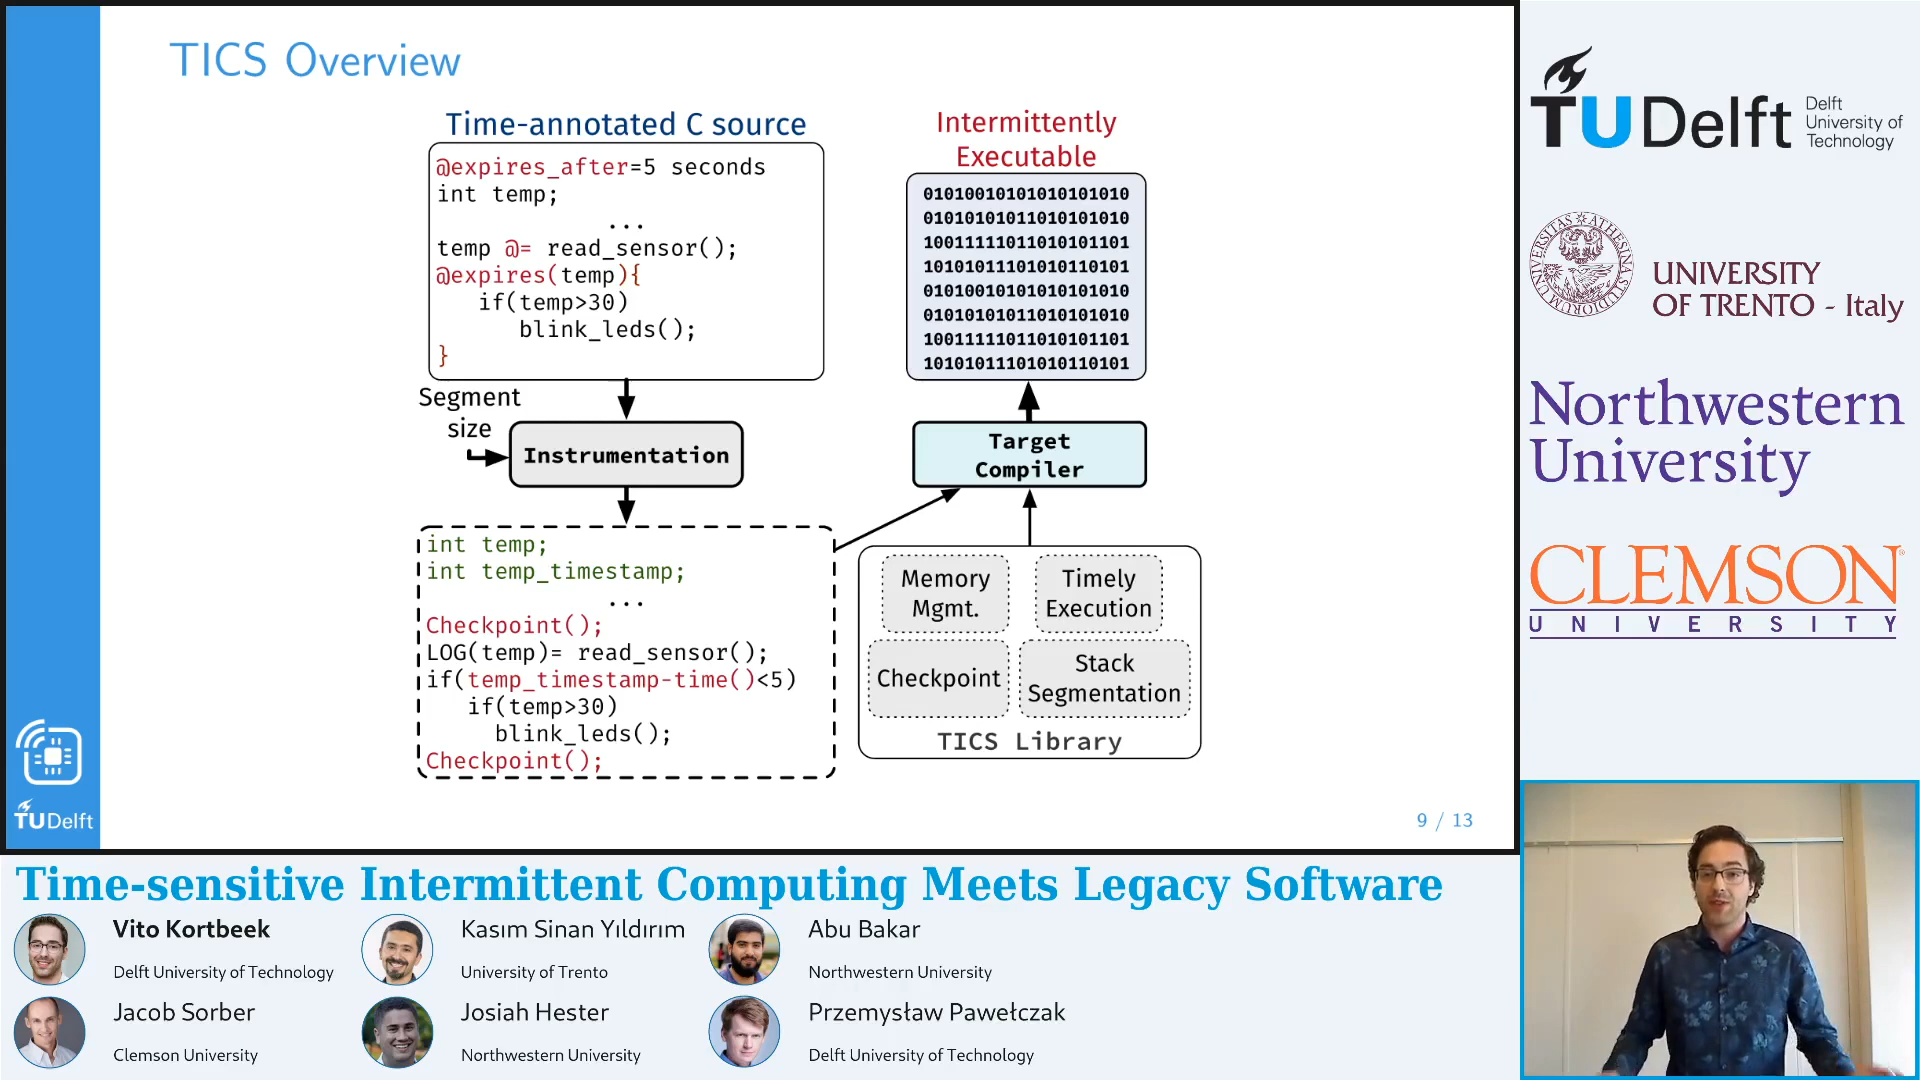 TICS Overview
Time-annotated C source
@expires_after=5 seconds
int temp;
...
temp @= read_sensor();
@expires(temp){
if(temp>30)
blink_leds();
}
Segment
size
Instrumentation
int temp;
int temp_timestamp;
...
Checkpoint();
LOG(temp)= read_sensor();
if(temp_timestamp-time()<5)
if(temp>30)
blink_leds();
Checkpoint();
Intermittently
Executable
01010010101010101010
01010101011010101010
10011111011010101101
10101011101010110101
01010010101010101010
01010101011010101010
10011111011010101101
10101011101010110101
Target
Compiler
Memory
Mgmt.
Timely
Execution
Checkpoint
Stack
Segmentation
TICS Library
9 / 13
TUDelft
TUDelft
Delft
University of
Technology
UNIVERSITY
OF TRENTO - Italy
Northwestern
University
CLEMSON
UNIVERSITY
Time-sensitive Intermittent Computing Meets Legacy Software
Vito Kortbeek
Delft University of Technology
Kasım Sinan Yıldırım
University of Trento
Abu Bakar
Northwestern University
Jacob Sorber
Clemson University
Josiah Hester
Northwestern University
Przemysław Pawełczak
Delft University of Technology